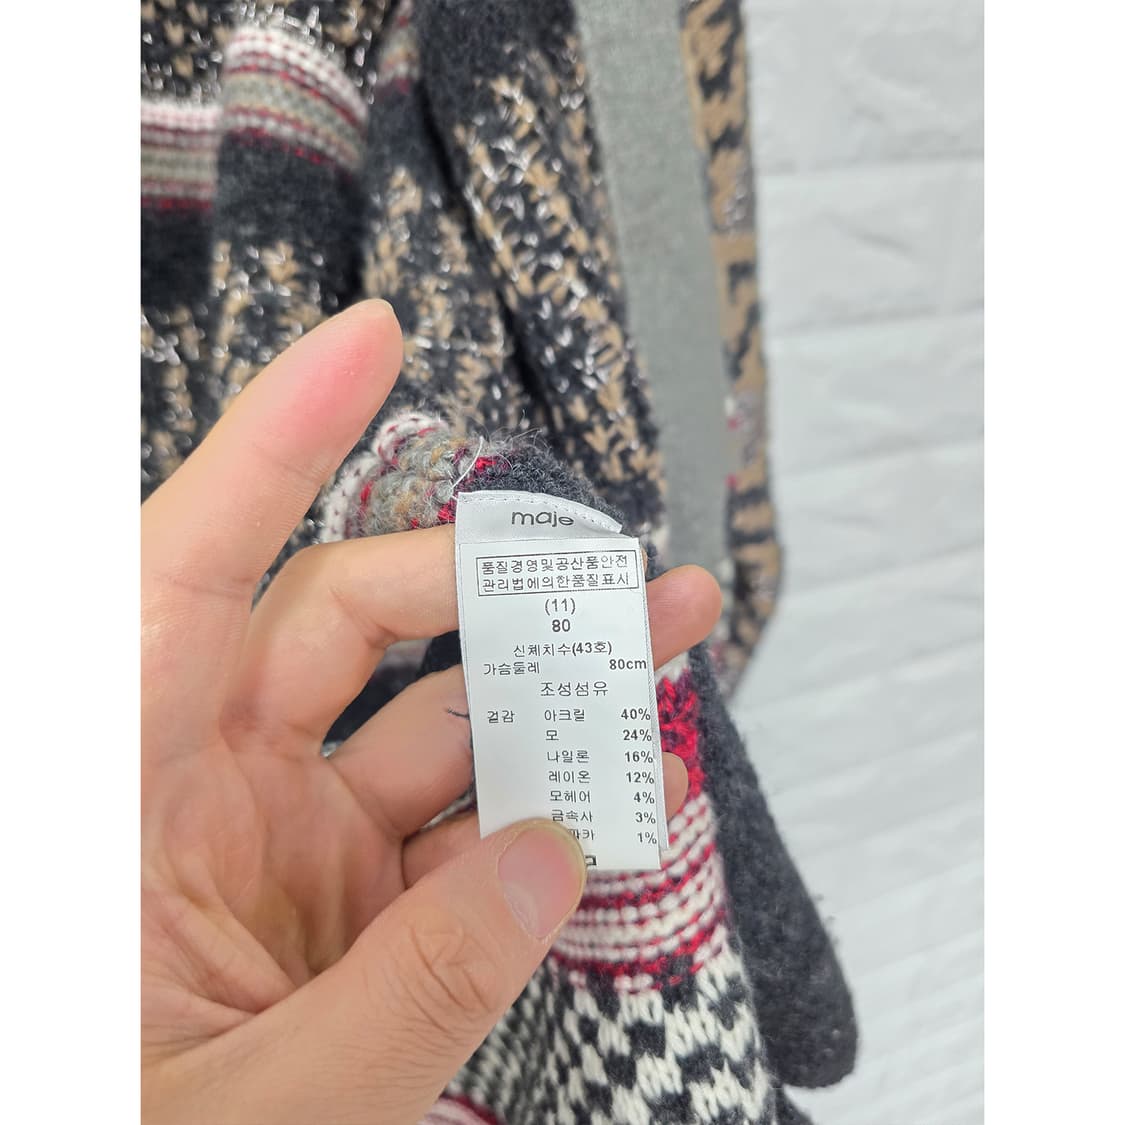 maje
품질경영및공산품안전
관리법에의한품질표시
(11)
80
신체치수(43호)
가슴둘레 80cm
조성섬유
겉감 아크릴 40%
모 24%
나일론 16%
레이온 12%
모헤어 4%
금속사 3%
1%